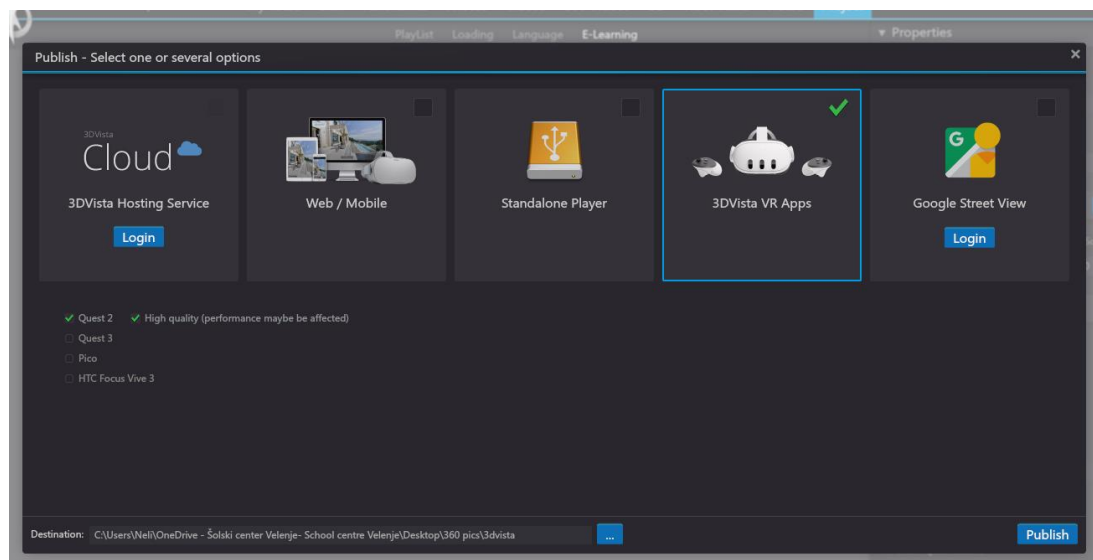 PlayList Loading Language E-Learning
▼ Properties
Publish - Select one or several options
3DVista
Cloud
3DVista Hosting Service
Login
Web / Mobile
Standalone Player
3DVista VR Apps
G
Google Street View
Login
Quest 2
High quality (performance maybe be affected)
Quest 3
Pico
HTC Focus Vive 3
Destination: C:\Users\Neli\OneDrive - Šolski center Velenje- School centre Velenje\Desktop\360 pics\3dvista
...
Publish